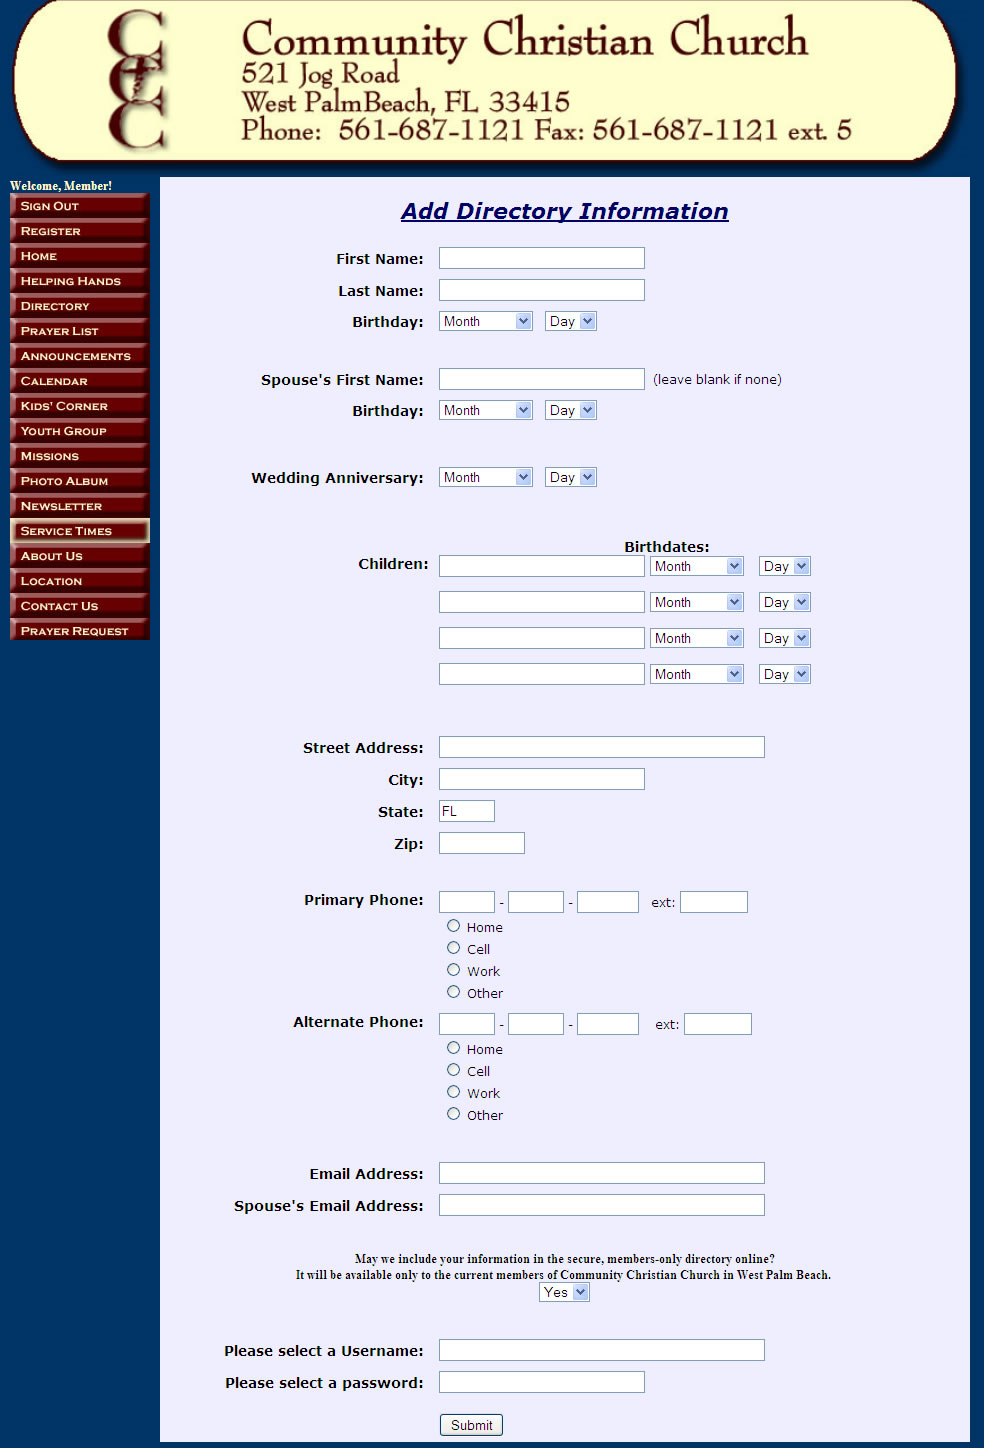 CCCC
Community Christian Church
521 Jog Road
West PalmBeach, FL 33415
Phone: 561-687-1121 Fax: 561-687-1121 ext. 5
Welcome, Member!
Sign Out
Register
Home
Helping Hands
Directory
Prayer List
Announcements
Calendar
Kids' Corner
Youth Group
Missions
Photo Album
Newsletter
Service Times
About Us
Location
Contact Us
Prayer Request
Add Directory Information
First Name:
Last Name:
Birthday: Month Day
Spouse's First Name: (leave blank if none)
Birthday: Month Day
Wedding Anniversary: Month Day
Birthdates:
Children: Month Day
Month Day
Month Day
Month Day
Street Address:
City:
State: FL
Zip:
Primary Phone: - - ext:
Home
Cell
Work
Other
Alternate Phone: - - ext:
Home
Cell
Work
Other
Email Address:
Spouse's Email Address:
May we include your information in the secure, members-only directory online?
It will be available only to the current members of Community Christian Church in West Palm Beach.
Yes
Please select a Username:
Please select a password:
Submit